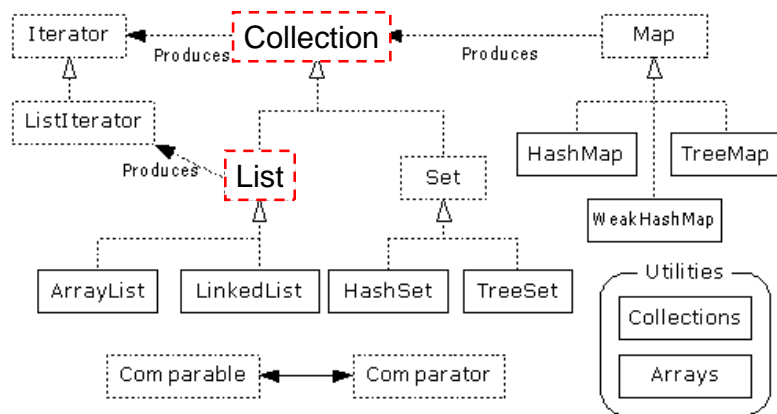 Iterator
Produces
Collection
Produces
Map
ListIterator
Produces
List
Set
HashMap
TreeMap
WeakHashMap
ArrayList
LinkedList
HashSet
TreeSet
Utilities
Collections
Arrays
Comparable
Comparator